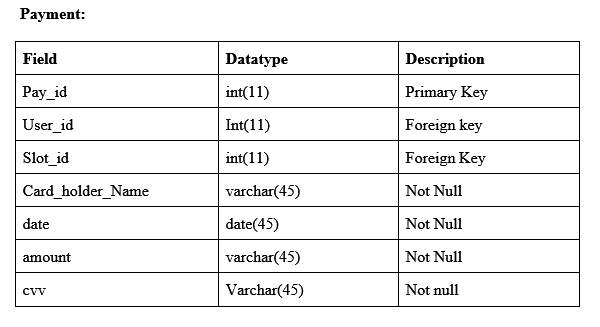 Payment:
Field Datatype Description
Pay_id int(11) Primary Key
User_id Int(11) Foreign key
Slot_id int(11) Foreign Key
Card_holder_Name varchar(45) Not Null
date date(45) Not Null
amount varchar(45) Not Null
cvv Varchar(45) Not null